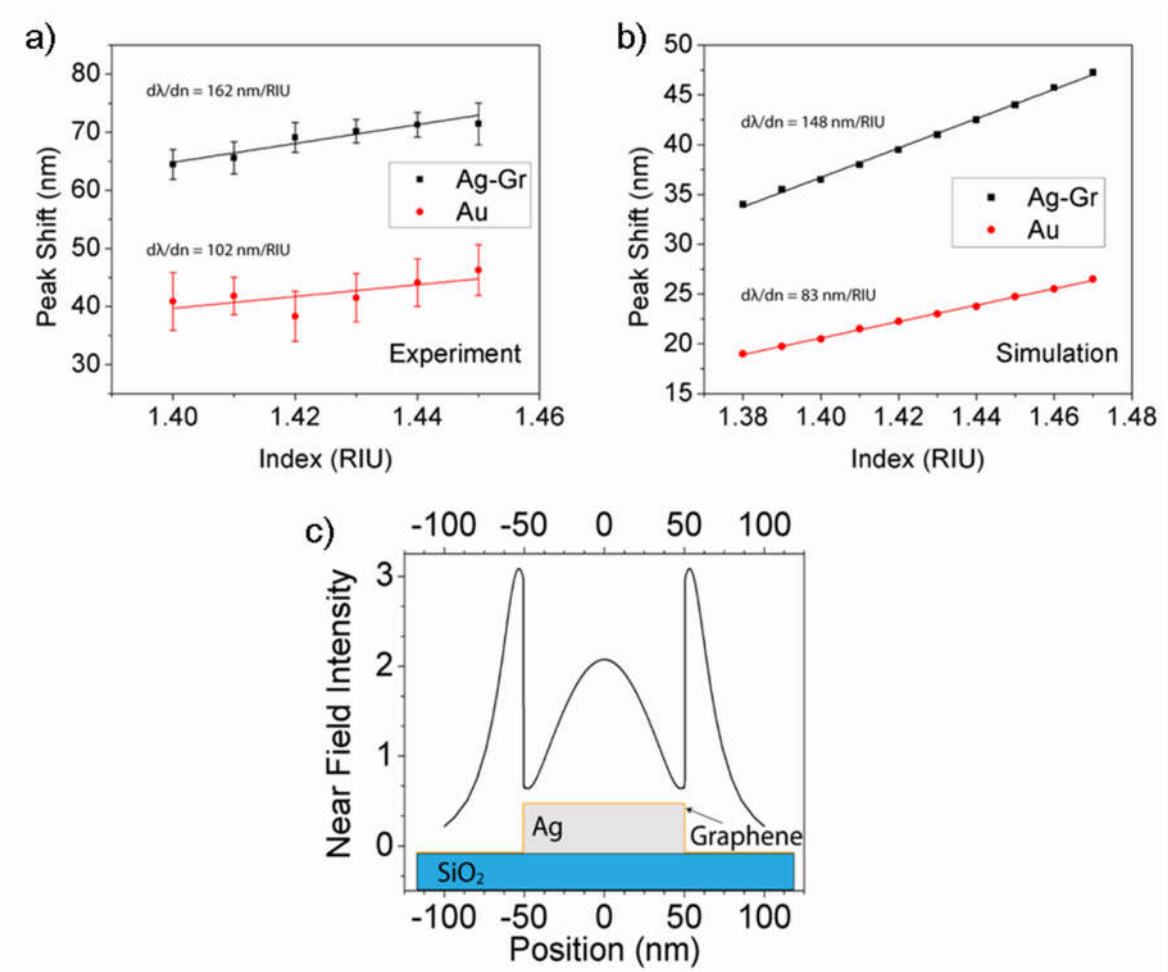 a)
80
70
60
50
40
30
Peak Shift (nm)
dλ/dn = 162 nm/RIU
Ag-Gr
Au
dλ/dn = 102 nm/RIU
Experiment
1.40 1.42 1.44 1.46
Index (RIU)
b)
50
45
40
35
30
25
20
15
Peak Shift (nm)
dλ/dn = 148 nm/RIU
Ag-Gr
Au
dλ/dn = 83 nm/RIU
Simulation
1.38 1.40 1.42 1.44 1.46 1.48
Index (RIU)
c)
-100 -50 0 50 100
3
2
1
0
Near Field Intensity
Ag
Graphene
SiO₂
-100 -50 0 50 100
Position (nm)